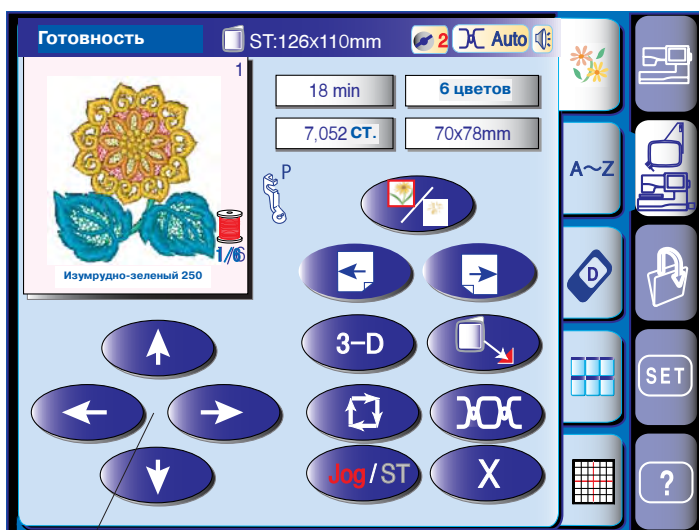 Готовность
ST:126x110mm
2
Auto
1
18 min
6 цветов
7,052 СТ.
70x78mm
P
1/6
Изумрудно-зеленый 250
3-D
Jog/ST
X
A~Z
D
SET
?